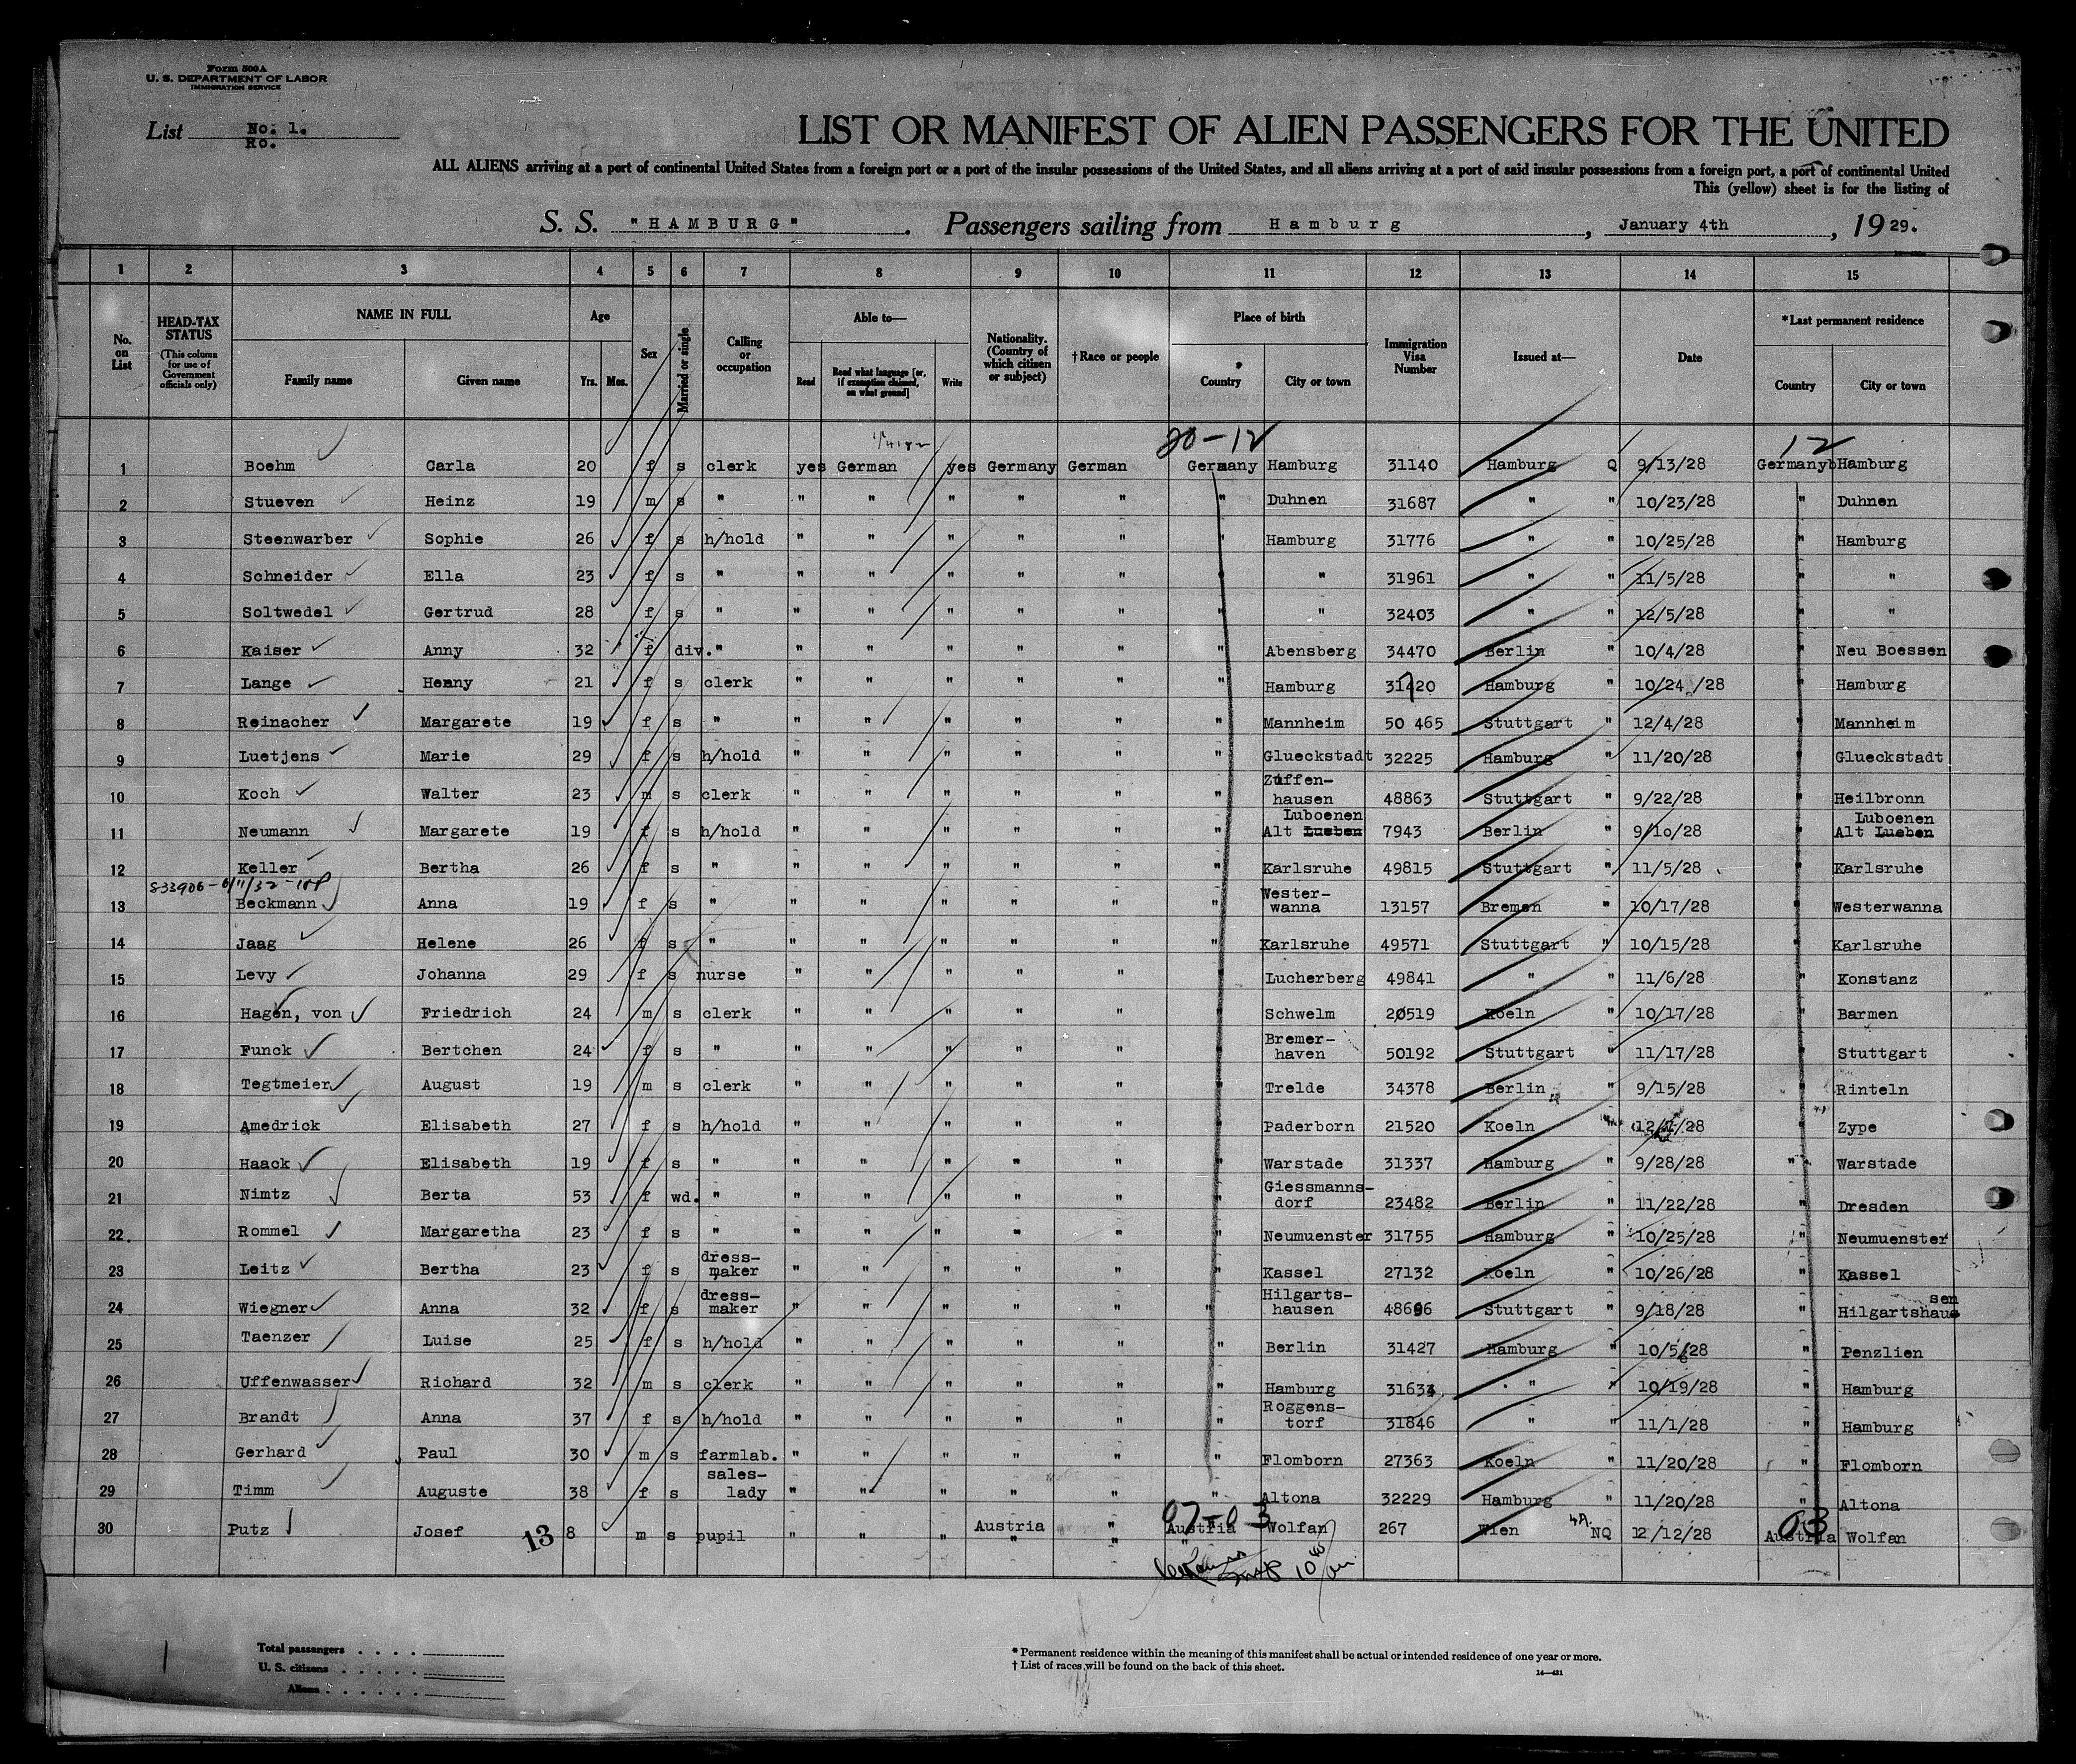 Form 500A
U. S. DEPARTMENT OF LABOR
IMMIGRATION SERVICE
List No. 1.
LIST OR MANIFEST OF ALIEN PASSENGERS FOR THE UNITED
ALL ALIENS arriving at a port of continental United States from a foreign port or a port of the insular possessions of the United States, and all aliens arriving at a port of said insular possessions from a foreign port, a port of continental United
This (yellow) sheet is for the listing of
S. S. "HAMBURG" . Passengers sailing from Hamburg , January 4th , 1929.
1 2 3 4 5 6 7 8 9 10 11 12 13 14 15
No. on List HEAD-TAX STATUS (This column for use of Government officials only) NAME IN FULL Family name Given name Age Yrs. Mos. Sex Married or single Calling or occupation Able to— Read Read what language [or, if exemption claimed, on what ground] Write Nationality. (Country of which citizen or subject) †Race or people Place of birth Country City or town Immigration Visa Number Issued at— Date *Last permanent residence Country City or town
20-12 12
1 Boehm Carla 20 f s clerk yes German yes Germany German Germany Hamburg 31140 Hamburg Q 9/13/28 Germany Hamburg
2 Stueven Heinz 19 m s " " " " " " " Duhnen 31687 " " 10/23/28 " Duhnen
3 Steenwarber Sophie 26 f s h/hold " " " " " " Hamburg 31776 " " 10/25/28 " Hamburg
4 Schneider Ella 23 f s " " " " " " " " 31961 " " 11/5/28 " "
5 Soltwedel Gertrud 28 f s " " " " " " " " 32403 " " 12/5/28 " "
6 Kaiser Anny 32 f div. " " " " " " " Abensberg 34470 Berlin " 10/4/28 " Neu Boessen
7 Lange Henny 21 f s clerk " " " " " " Hamburg 31420 Hamburg " 10/24/28 " Hamburg
8 Reinacher Margarete 19 f s " " " " " " " Mannheim 50 465 Stuttgart " 12/4/28 " Mannheim
9 Luetjens Marie 29 f s h/hold " " " " " " Glueckstadt 32225 Hamburg " 11/20/28 " Glueckstadt
10 Koch Walter 23 m s clerk " " " " " " Zuffen-hausen 48863 Stuttgart " 9/22/28 " Heilbronn
11 Neumann Margarete 19 f s h/hold " " " " " " Alt Lueben Luboenen 7943 Berlin " 9/10/28 " Alt Lueben Luboenen
12 Keller Bertha 26 f s " " " " " " " Karlsruhe 49815 Stuttgart " 11/5/28 " Karlsruhe
13 Beckmann Anna 19 f s " " " " " " " Wester-wanna 13157 Bremen " 10/17/28 " Westerwanna
14 Jaag Helene 26 f s " " " " " " " Karlsruhe 49571 Stuttgart " 10/15/28 " Karlsruhe
15 Levy Johanna 29 f s nurse " " " " " " Lucherberg 49841 " " 11/6/28 " Konstanz
16 Hagen, von Friedrich 24 m s clerk " " " " " " Schwelm 20519 Koeln " 10/17/28 " Barmen
17 Funck Bertchen 24 f s " " " " " " " Bremer-haven 50192 Stuttgart " 11/17/28 " Stuttgart
18 Tegtmeier August 19 m s clerk " " " " " " Trelde 34378 Berlin " 9/15/28 " Rinteln
19 Amedrick Elisabeth 27 f s h/hold " " " " " " Paderborn 21520 Koeln " Zype
20 Haack Elisabeth 19 f s " " " " " " " Warstade 31337 Hamburg " 9/28/28 " Warstade
21 Nimtz Berta 53 f wd. " " " " " " " Giessmanns-dorf 23482 Berlin " 11/22/28 " Dresden
22. Rommel Margaretha 23 f s " " " " " " " Neumuenster 31755 Hamburg " 10/25/28 " Neumuenster
23 Leitz Bertha 23 f s dress-maker " " " " " " Kassel 27132 Koeln " 10/26/28 " Kassel
24 Wiegner Anna 32 f s dress-maker " " " " " " Hilgarts-hausen 48606 Stuttgart " 9/18/28 " Hilgartshausen
25 Taenzer Luise 25 f s h/hold " " " " " " Berlin 31427 Hamburg " 10/5/28 " Penzlien
26 Uffenwasser Richard 32 m s clerk " " " " " " Hamburg " " 10/19/28 " Hamburg
27 Brandt Anna 37 f s h/hold " " " " " " Roggens-torf 31846 " " 11/1/28 " Hamburg
28 Gerhard Paul 30 m s farmlab. " " " " " " Flomborn 27363 Koeln " 11/20/28 " Flomborn
29 Timm Auguste 38 f s sales-lady " " " " " " Altona 32229 Hamburg " 11/20/28 " Altona
07-03 03
30 Putz Josef 13 8 m s pupil " " " Austria " Austria Wolfan 267 Wien NQ 12/12/28 Austria Wolfan
Total passengers
U. S. citizens
Aliens
* Permanent residence within the meaning of this manifest shall be actual or intended residence of one year or more.
† List of races will be found on the back of this sheet.
14—431